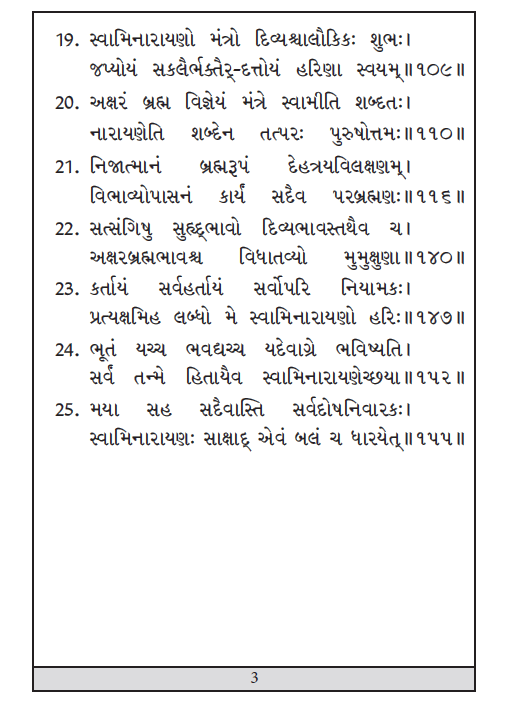 19. સ્વામિનારાયણો મંત્રો દિવ્યશ્ચાલૌકિકઃ શુભઃ।
જપ્યોયં સકલૈર્ભક્તૈર્-દત્તોયં હરિણા સ્વયમ્॥૧૦૯॥
20. અક્ષરં બ્રહ્મ વિજ્ઞેયં મંત્રે સ્વામીતિ શબ્દતઃ।
નારાયણેતિ શબ્દેન તત્પરઃ પુરુષોત્તમઃ॥૧૧૦॥
21. નિજાત્માનં બ્રહ્મરૂપં દેહત્રયવિલક્ષણમ્।
વિભાવ્યોપાસનં કાર્યં સદૈવ પરબ્રહ્મણઃ॥૧૧૬॥
22. સત્સંગિષુ સુહૃદ્ભાવો દિવ્યભાવસ્તથૈવ ચ।
અક્ષરબ્રહ્મભાવશ્ચ વિધાતવ્યો મુમુક્ષુણા॥૧૪૦॥
23. કર્તાયં સર્વહર્તાયં સર્વોપરિ નિયામકઃ।
પ્રત્યક્ષમિહ લબ્ધો મે સ્વામિનારાયણો હરિઃ॥૧૪૭॥
24. ભૂતં યચ્ચ ભવદ્યચ્ચ યદેવાગ્રે ભવિષ્યતિ।
સર્વં તન્મે હિતાયૈવ સ્વામિનારાયણેચ્છયા॥૧૫૨॥
25. મયા સહ સદૈવાસ્તિ સર્વદોષનિવારકઃ।
સ્વામિનારાયણઃ સાક્ષાદ્ એવં બલં ચ ધારયેત્॥૧૫૫॥
3